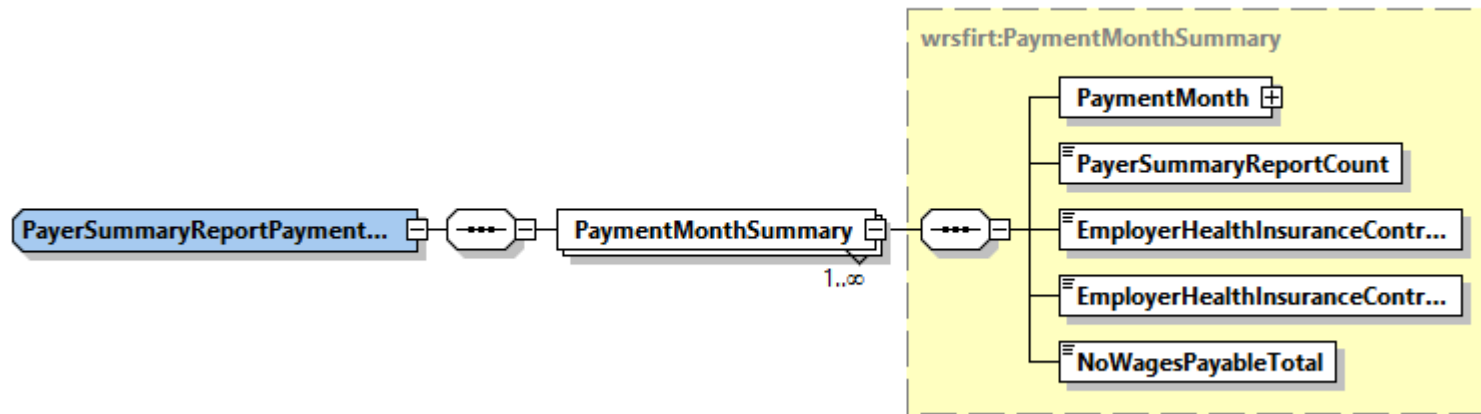 wrsfirt:PaymentMonthSummary
PaymentMonth
PayerSummaryReportCount
PayerSummaryReportPayment...
PaymentMonthSummary
1..∞
EmployerHealthInsuranceContr...
EmployerHealthInsuranceContr...
NoWagesPayableTotal